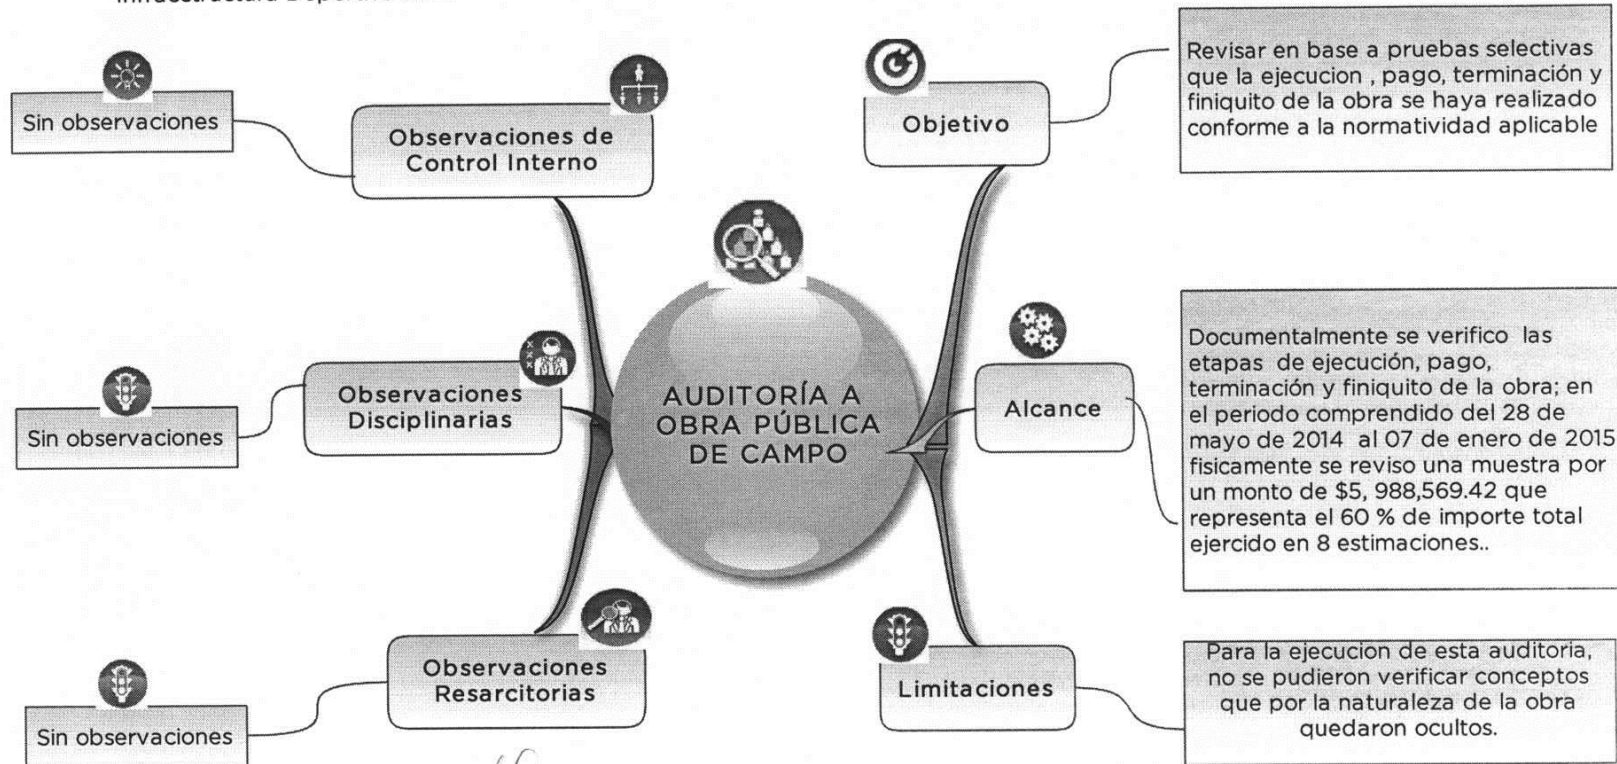 Sin observaciones
Observaciones de
Control Interno
Sin observaciones
Observaciones
Disciplinarias
Sin observaciones
Observaciones
Resarcitorias
AUDITORÍA A
OBRA PÚBLICA
DE CAMPO
Objetivo
Revisar en base a pruebas selectivas
que la ejecucion , pago, terminación y
finiquito de la obra se haya realizado
conforme a la normatividad aplicable
Alcance
Documentalmente se verifico las
etapas de ejecución, pago,
terminación y finiquito de la obra; en
el periodo comprendido del 28 de
mayo de 2014 al 07 de enero de 2015
fisicamente se reviso una muestra por
un monto de $5, 988,569.42 que
representa el 60 % de importe total
ejercido en 8 estimaciones..
Limitaciones
Para la ejecucion de esta auditoria,
no se pudieron verificar conceptos
que por la naturaleza de la obra
quedaron ocultos.